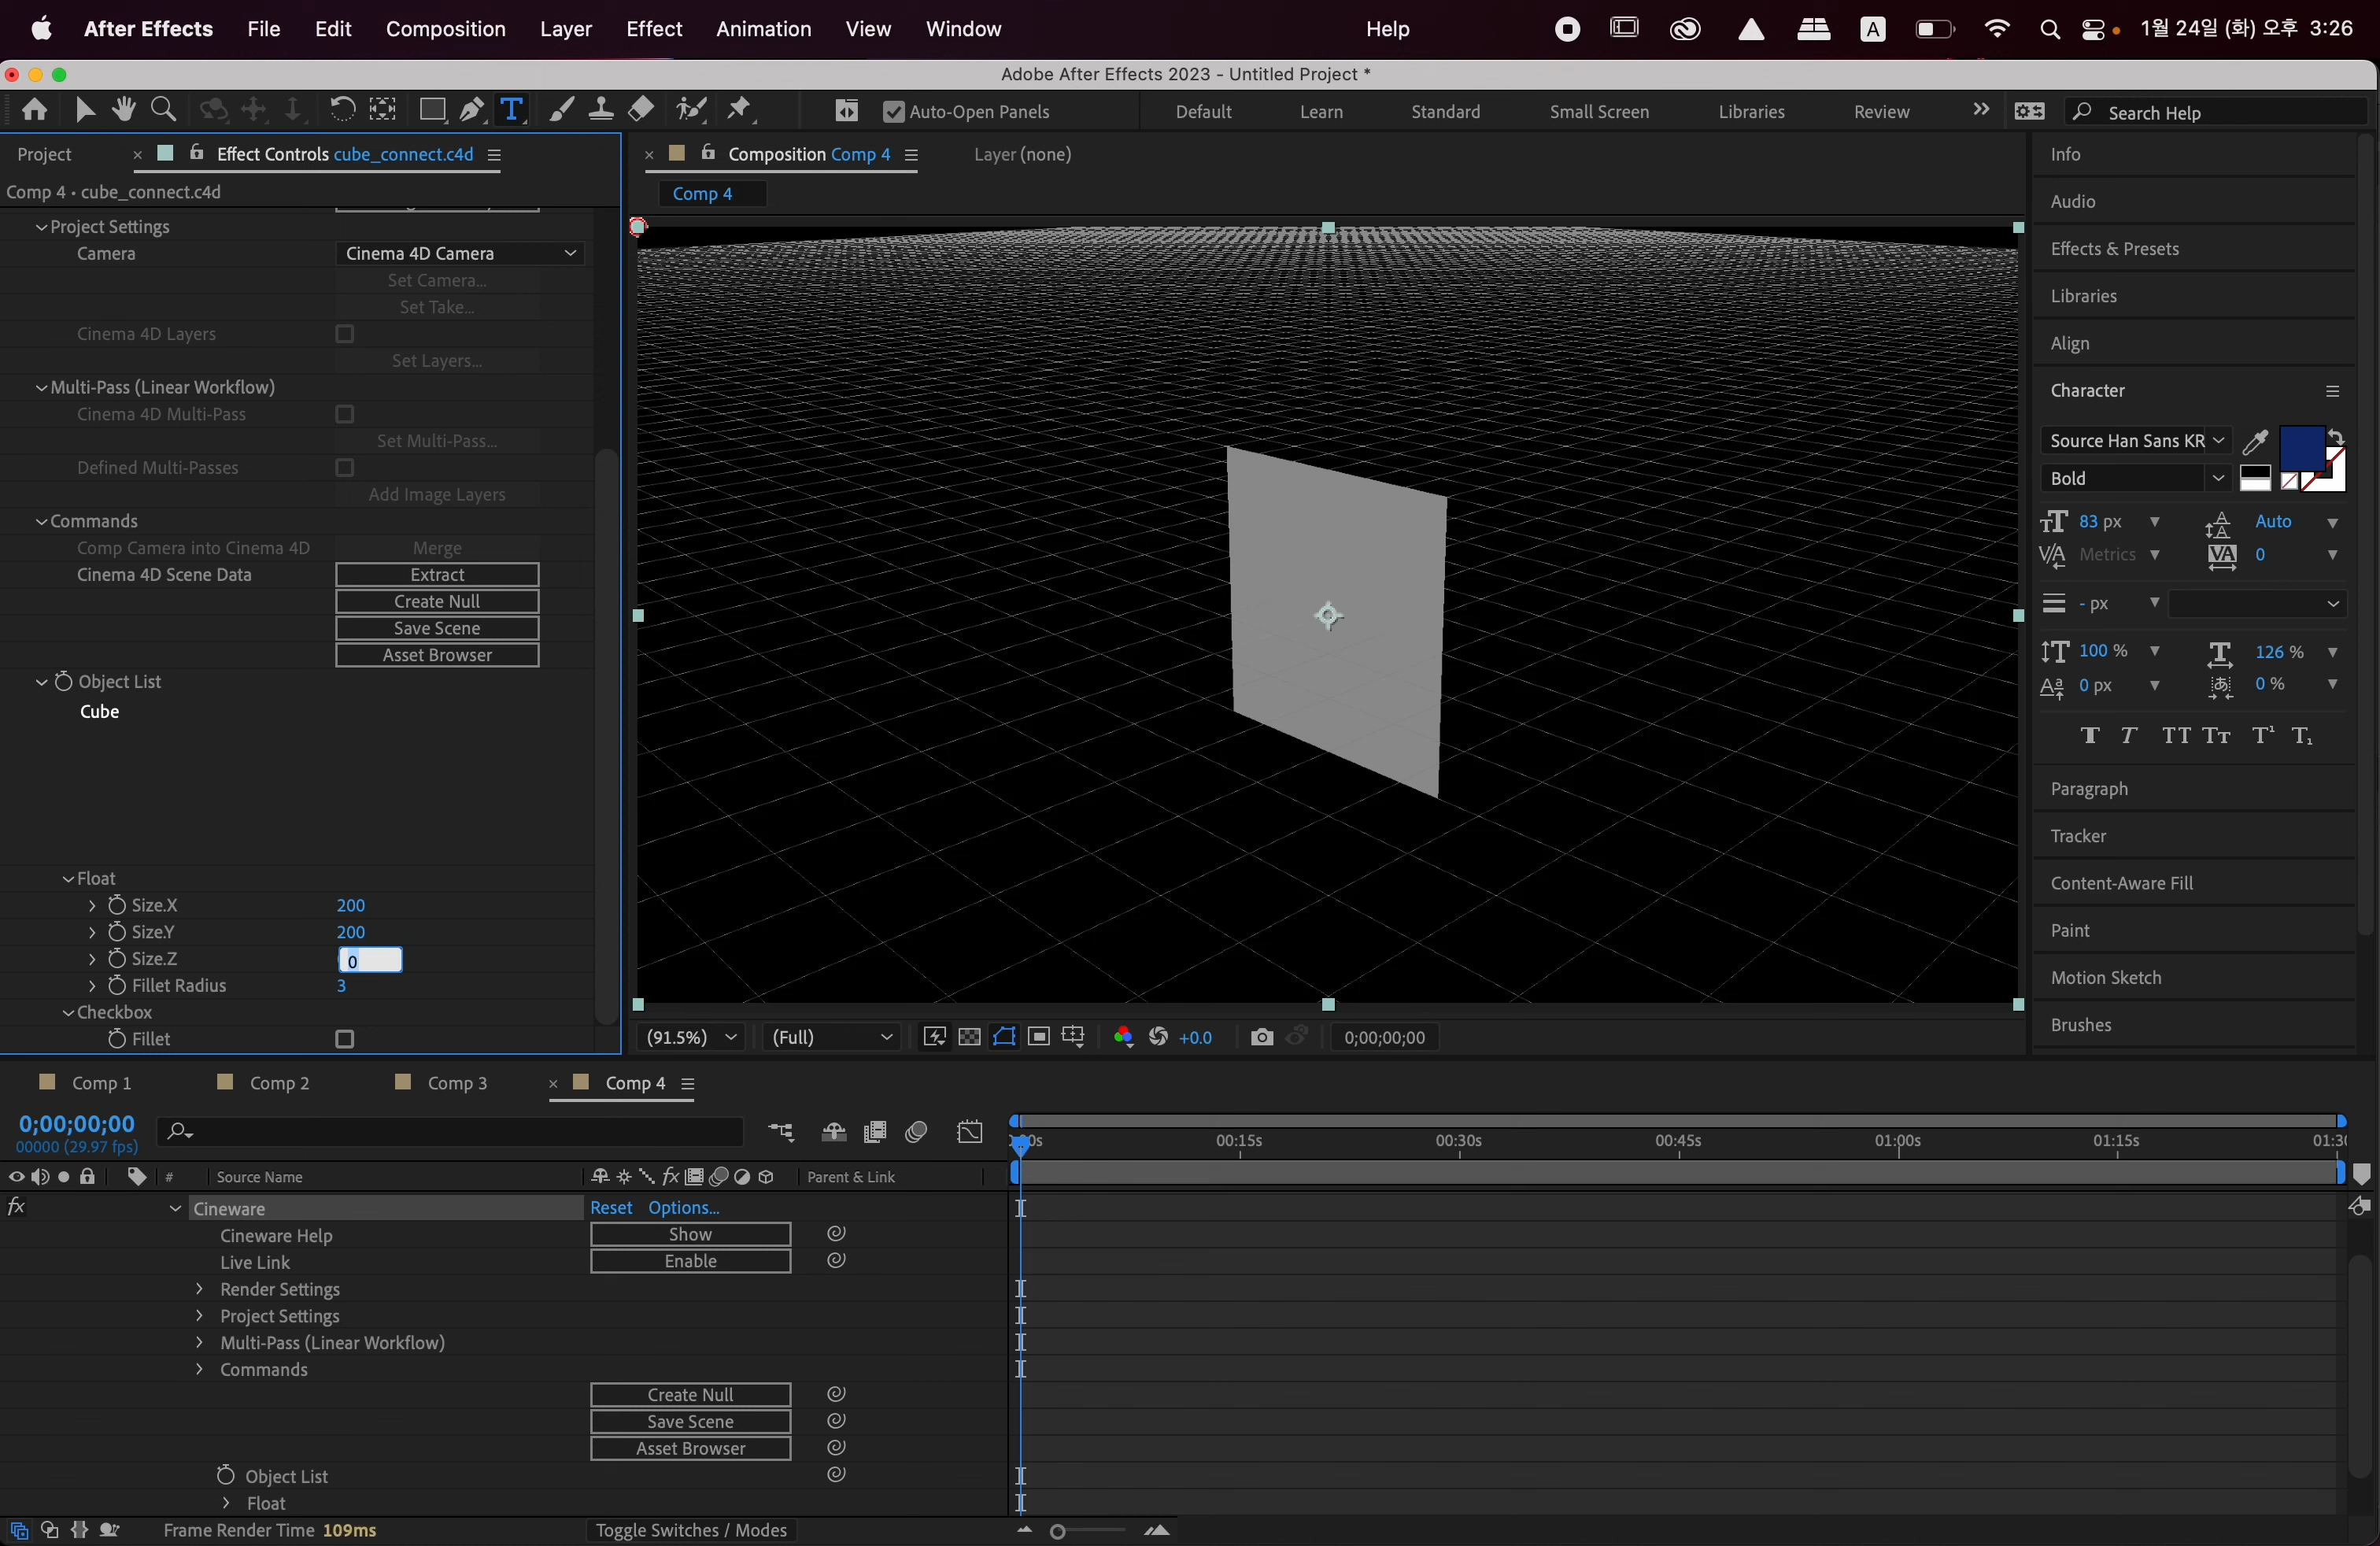 After Effects File Edit Composition Layer Effect Animation View Window Help A 1월 24일 (화) 오후 3:26
Adobe After Effects 2023 - Untitled Project *
Auto-Open Panels Default Learn Standard Small Screen Libraries Review Search Help
Project Effect Controls cube_connect.c4d
Comp 4 • cube_connect.c4d
Project Settings
Camera Cinema 4D Camera
Set Camera...
Set Take...
Cinema 4D Layers
Set Layers...
Multi-Pass (Linear Workflow)
Cinema 4D Multi-Pass
Set Multi-Pass...
Defined Multi-Passes
Add Image Layers
Commands
Comp Camera into Cinema 4D Merge
Cinema 4D Scene Data Extract
Create Null
Save Scene
Asset Browser
Object List
Cube
Float
Size.X 200
Size.Y 200
Size.Z 0
Fillet Radius 3
Checkbox
Fillet
Composition Comp 4 Layer (none)
Comp 4
(91.5%) (Full) +0.0 0;00;00;00
Info
Audio
Effects & Presets
Libraries
Align
Character
Source Han Sans KR
Bold
83 px Auto
Metrics 0
- px
100 % 126 %
0 px 0 %
Paragraph
Tracker
Content-Aware Fill
Paint
Motion Sketch
Brushes
Comp 1 Comp 2 Comp 3 Comp 4
0;00;00;00
00000 (29.97 fps)
00:15s 00:30s 00:45s 01:00s 01:15s
# Source Name Parent & Link
fx Cineware Reset Options...
Cineware Help Show
Live Link Enable
Render Settings
Project Settings
Multi-Pass (Linear Workflow)
Commands
Create Null
Save Scene
Asset Browser
Object List
Float
Frame Render Time 109ms Toggle Switches / Modes